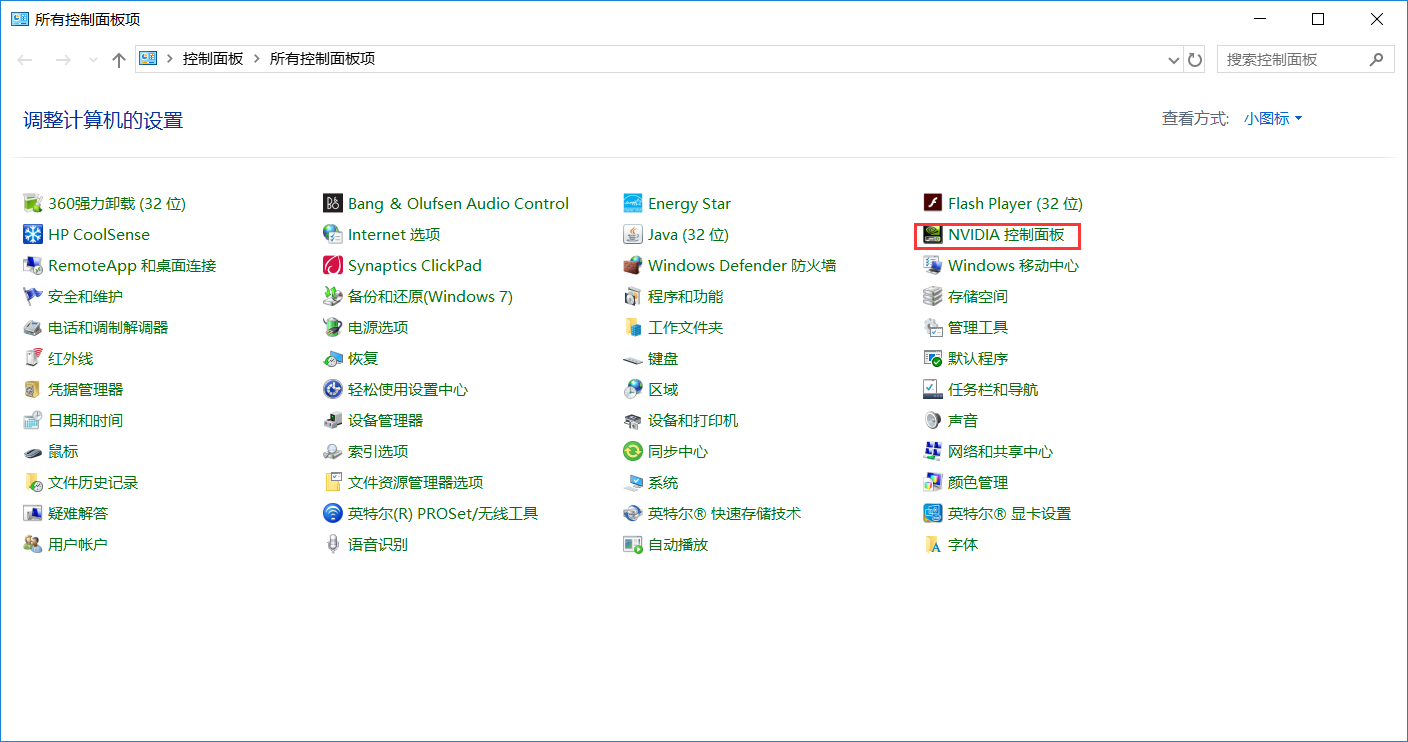 所有控制面板项
控制面板 所有控制面板项 搜索控制面板
调整计算机的设置 查看方式: 小图标
360强力卸载 (32 位) Bang & Olufsen Audio Control Energy Star Flash Player (32 位)
HP CoolSense Internet 选项 Java (32 位) NVIDIA 控制面板
RemoteApp 和桌面连接 Synaptics ClickPad Windows Defender 防火墙 Windows 移动中心
安全和维护 备份和还原(Windows 7) 程序和功能 存储空间
电话和调制解调器 电源选项 工作文件夹 管理工具
红外线 恢复 键盘 默认程序
凭据管理器 轻松使用设置中心 区域 任务栏和导航
日期和时间 设备管理器 设备和打印机 声音
鼠标 索引选项 同步中心 网络和共享中心
文件历史记录 文件资源管理器选项 系统 颜色管理
疑难解答 英特尔(R) PROSet/无线工具 英特尔® 快速存储技术 英特尔® 显卡设置
用户帐户 语音识别 自动播放 字体